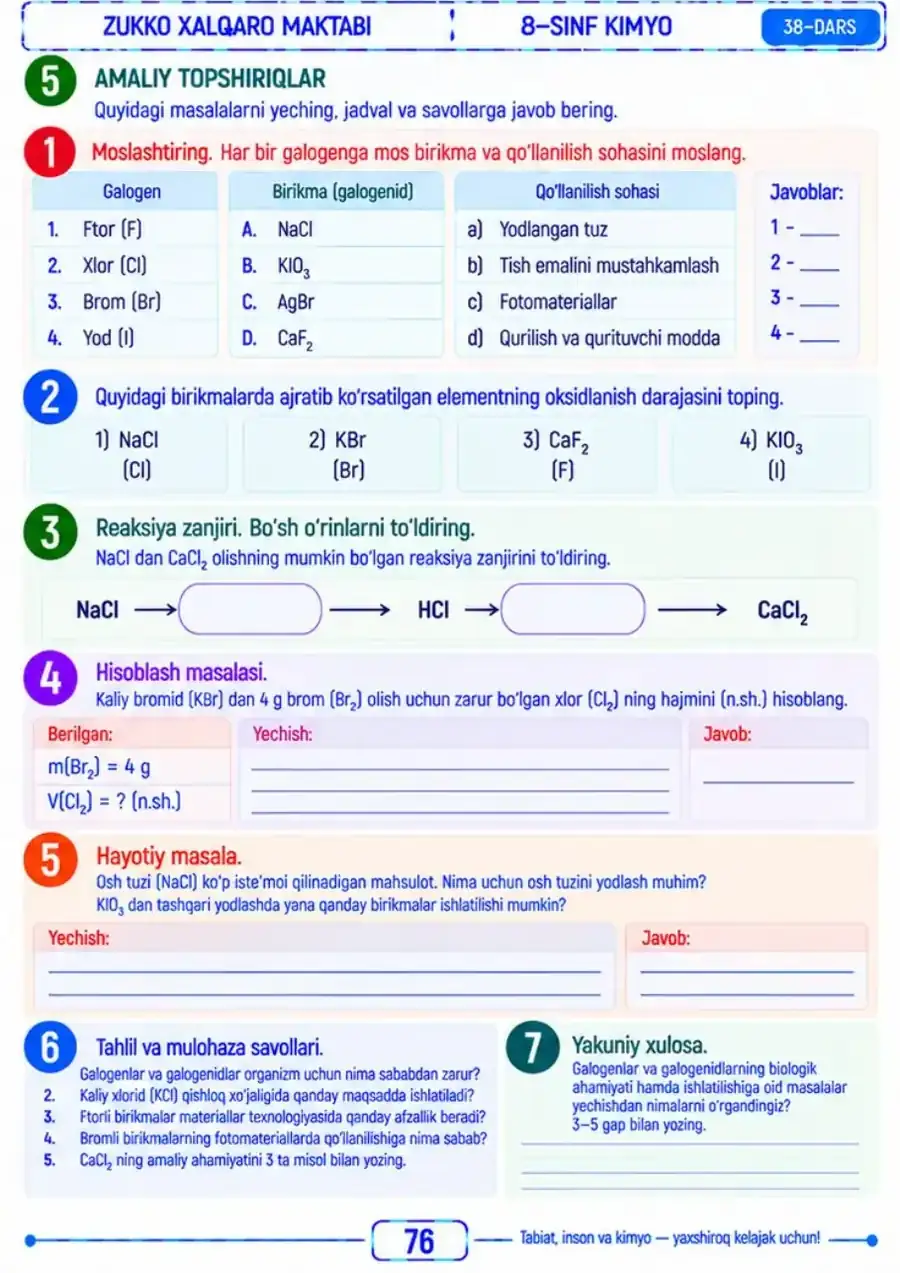 ZUKKO XALQARO MAKTABI
8–SINF KIMYO
38–DARS
5 AMALIY TOPSHIRIQLAR
Quyidagi masalalarni yeching, jadval va savollarga javob bering.
1 Moslashtiring. Har bir galogenga mos birikma va qo‘llanilish sohasini moslang.
Galogen
1. Ftor (F)
2. Xlor (Cl)
3. Brom (Br)
4. Yod (I)
Birikma (galogenid)
A. NaCl
B. KIO₃
C. AgBr
D. CaF₂
Qo‘llanilish sohasi
a) Yodlangan tuz
b) Tish emalini mustahkamlash
c) Fotomateriallar
d) Qurilish va qurituvchi modda
Javoblar:
1 - ____
2 - ____
3 - ____
4 - ____
2 Quyidagi birikmalarda ajratib ko‘rsatilgan elementning oksidlanish darajasini toping.
1) NaCl
(Cl)
2) KBr
(Br)
3) CaF₂
(F)
4) KIO₃
(I)
3 Reaksiya zanjiri. Bo‘sh o‘rinlarni to‘ldiring.
NaCl dan CaCl₂ olishning mumkin bo‘lgan reaksiya zanjirini to‘ldiring.
NaCl → → HCl → → CaCl₂
4 Hisoblash masalasi.
Kaliy bromid (KBr) dan 4 g brom (Br₂) olish uchun zarur bo‘lgan xlor (Cl₂) ning hajmini (n.sh.) hisoblang.
Berilgan:
m(Br₂) = 4 g
V(Cl₂) = ? (n.sh.)
Yechish:
Javob:
5 Hayotiy masala.
Osh tuzi (NaCl) ko‘p iste’moi qilinadigan mahsulot. Nima uchun osh tuzini yodlash muhim?
KIO₃ dan tashqari yodlashda yana qanday birikmalar ishlatilishi mumkin?
Yechish:
Javob:
6 Tahlil va mulohaza savollari.
Galogenlar va galogenidlar organizm uchun nima sababdan zarur?
2. Kaliy xlorid (KCl) qishloq xo‘jaligida qanday maqsadda ishlatiladi?
3. Ftorli birikmalar materiallar texnologiyasida qanday afzallik beradi?
4. Bromli birikmalarning fotomateriallarda qo‘llanilishiga nima sabab?
5. CaCl₂ ning amaliy ahamiyatini 3 ta misol bilan yozing.
7 Yakuniy xulosa.
Galogenlar va galogenidlarning biologik
ahamiyati hamda ishlatilishiga oid masalalar
yechishdan nimalarni o‘rgandingiz?
3–5 gap bilan yozing.
76
Tabiat, inson va kimyo — yaxshiroq kelajak uchun!